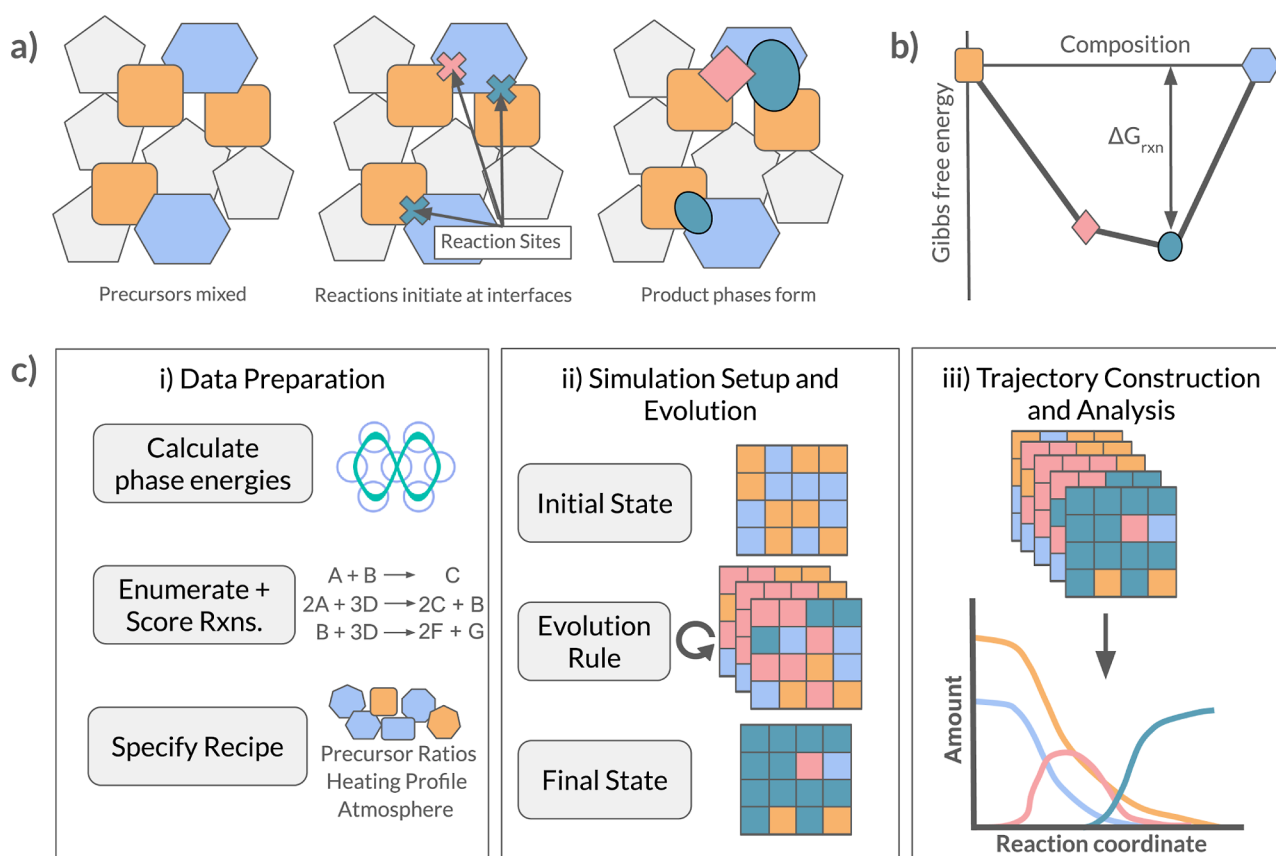 a)
Reaction Sites
Precursors mixed
Reactions initiate at interfaces
Product phases form
b)
Composition
Gibbs free energy
ΔGrxn
c)
i) Data Preparation
Calculate
phase energies
Enumerate +
Score Rxns.
A + B → C
2A + 3D → 2C + B
B + 3D → 2F + G
Specify Recipe
Precursor Ratios
Heating Profile
Atmosphere
ii) Simulation Setup and
Evolution
Initial State
Evolution
Rule
Final State
iii) Trajectory Construction
and Analysis
Amount
Reaction coordinate